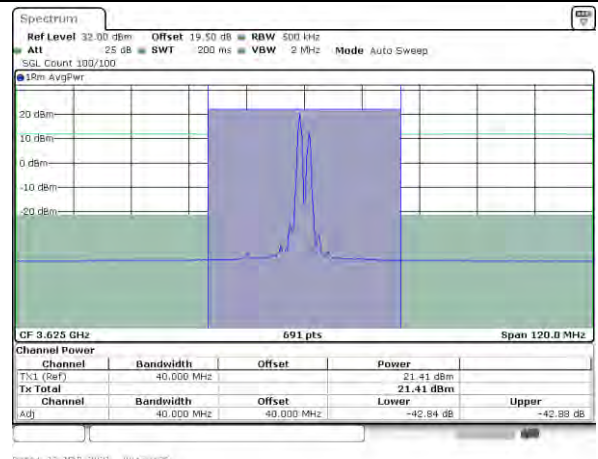 Spectrum
Ref Level 32.00 dBm Offset 19.50 dB RBW 500 kHz
Att 25 dB SWT 200 ms VBW 2 MHz Mode Auto Sweep
SGL Count 100/100
1Rm AvgPwr
20 dBm
10 dBm
0 dBm
-10 dBm
-20 dBm
CF 3.625 GHz 691 pts Span 120.0 MHz
Channel Power
Channel Bandwidth Offset Power
TX1 (Ref) 40.000 MHz 21.41 dBm
Tx Total 21.41 dBm
Channel Bandwidth Offset Lower Upper
Adj 40.000 MHz 40.000 MHz -42.84 dB -42.88 dB